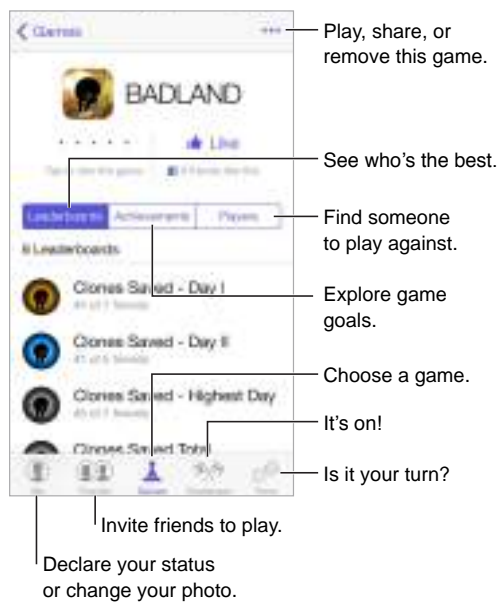 Games
Play, share, or
remove this game.
BADLAND
Like
See who's the best.
Leaderboards Achievements Players
Find someone
to play against.
6 Leaderboards
Clones Saved - Day I
Explore game
goals.
Clones Saved - Day II
Clones Saved - Highest Day
Choose a game.
Clones Saved Total
It's on!
Is it your turn?
Invite friends to play.
Declare your status
or change your photo.